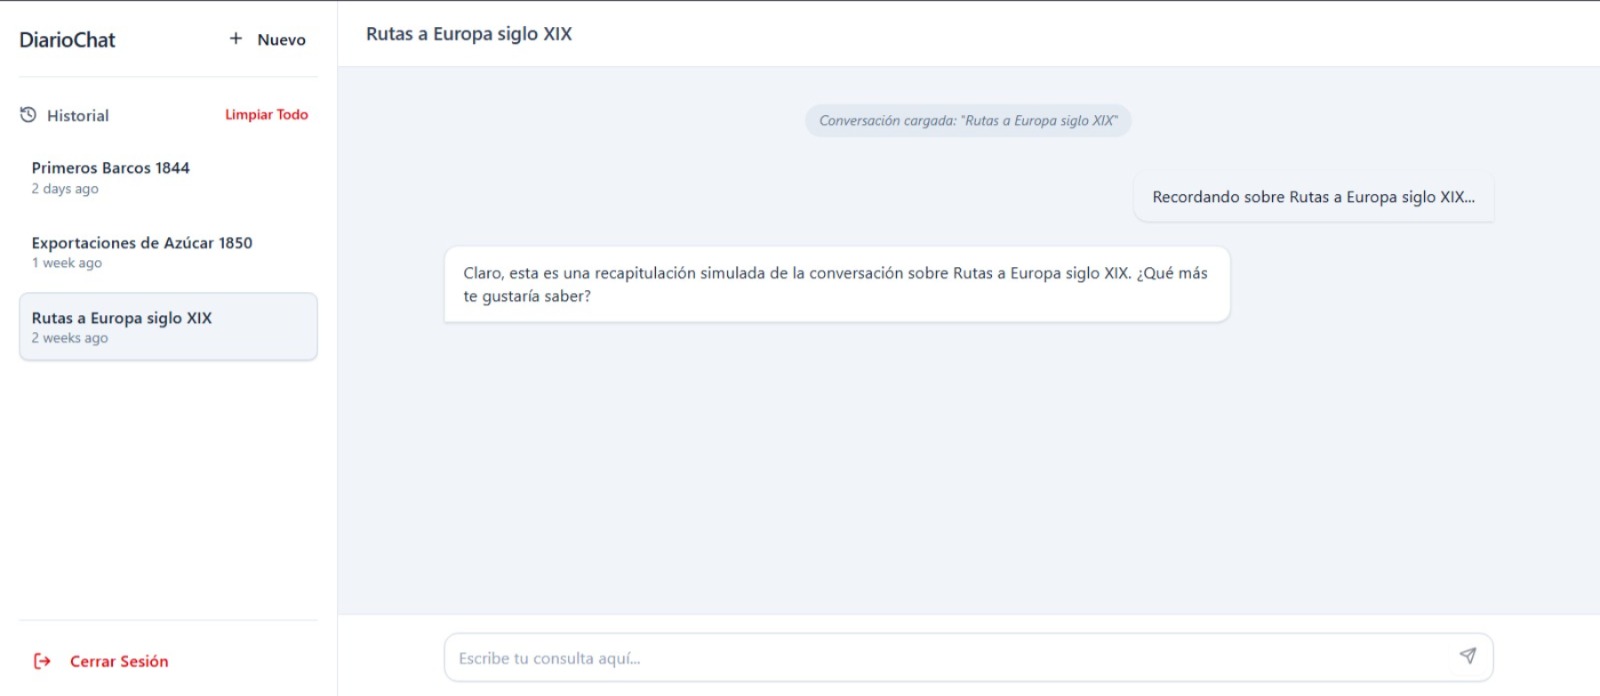 DiarioChat
+ Nuevo
Historial
Limpiar Todo
Primeros Barcos 1844
2 days ago
Exportaciones de Azúcar 1850
1 week ago
Rutas a Europa siglo XIX
2 weeks ago
Cerrar Sesión
Rutas a Europa siglo XIX
Conversación cargada: "Rutas a Europa siglo XIX"
Recordando sobre Rutas a Europa siglo XIX...
Claro, esta es una recapitulación simulada de la conversación sobre Rutas a Europa siglo XIX. ¿Qué más
te gustaría saber?
Escribe tu consulta aquí...